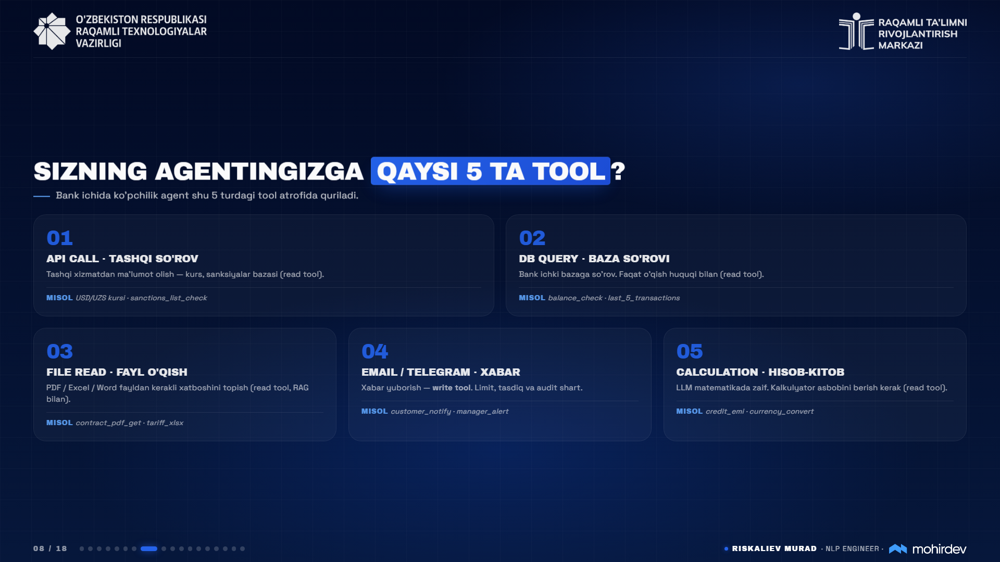 O'ZBEKISTON RESPUBLIKASI
RAQAMLI TEXNOLOGIYALAR
VAZIRLIGI
RAQAMLI TA’LIMNI
RIVOJLANTIRISH
MARKAZI
SIZNING AGENTINGIZGA QAYSI 5 TA TOOL?
Bank ichida ko’pchilik agent shu 5 turdagi tool atrofida quriladi.
01
API CALL · TASHQI SO'ROV
Tashqi xizmatdan ma’lumot olish — kurs, sanksiyalar bazasi (read tool).
MISOL USD/UZS kursi · sanctions_list_check
02
DB QUERY · BAZA SO'ROVI
Bank ichki bazaga so’rov. Faqat o’qish huquqi bilan (read tool).
MISOL balance_check · last_5_transactions
03
FILE READ · FAYL O'QISH
PDF / Excel / Word fayldan kerakli xatboshini topish (read tool, RAG
bilan).
MISOL contract_pdf_get · tariff_xlsx
04
EMAIL / TELEGRAM · XABAR
Xabar yuborish — write tool. Limit, tasdiq va audit shart.
MISOL customer_notify · manager_alert
05
CALCULATION · HISOB-KITOB
LLM matematikada zaif. Kalkulyator asbobini berish kerak (read tool).
MISOL credit_emi · currency_convert
08 / 18
RISKALIEV MURAD · NLP ENGINEER · mohirdev